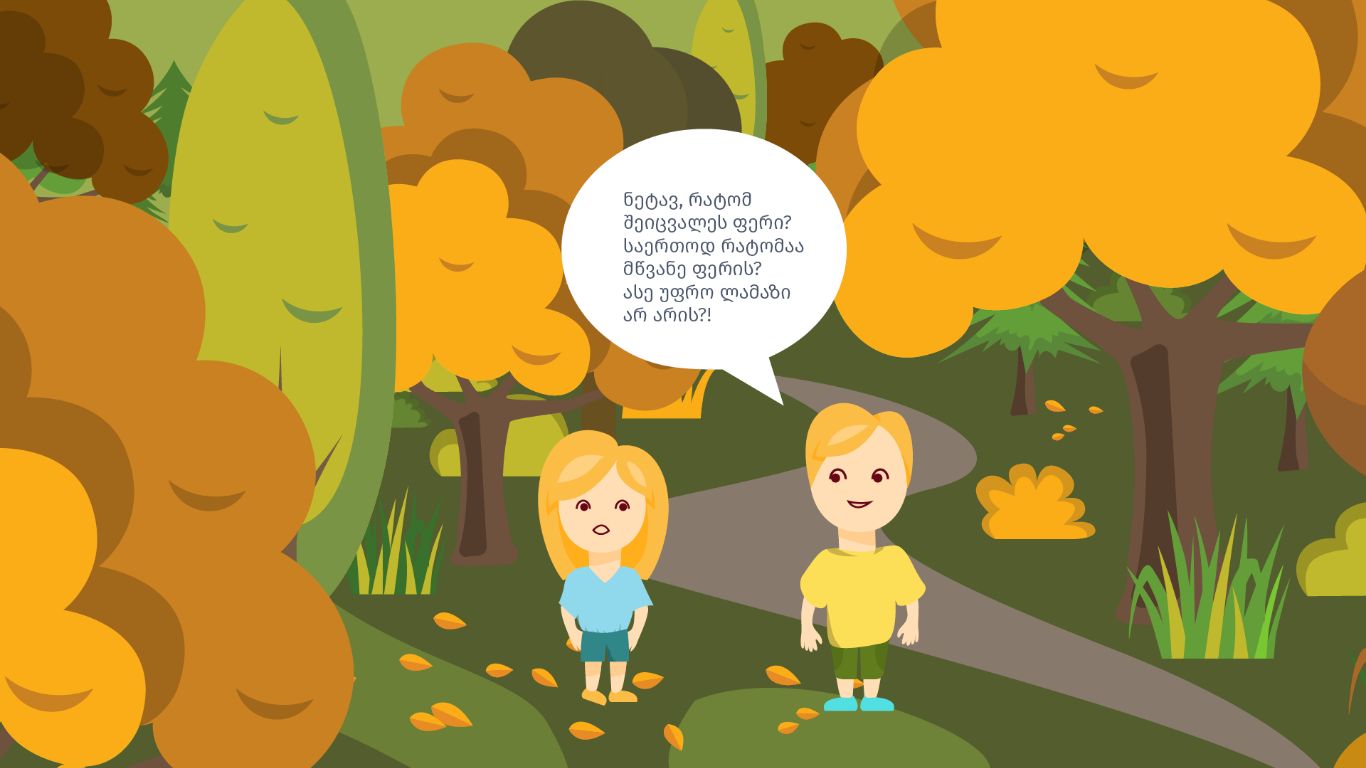 ნეტავ, რატომ
შეიცვალეს ფერი?
საერთოდ რატომაა
მწვანე ფერის?
ასე უფრო ლამაზი
არ არის?!